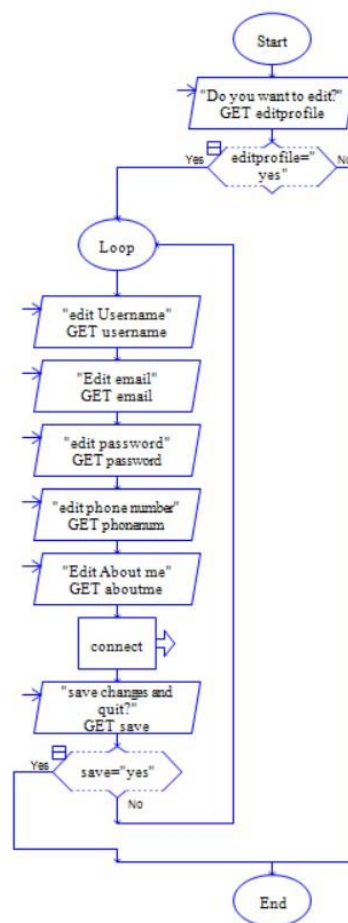 Start
"Do you want to edit?"
GET editprofile
Yes
editprofile="
yes"
No
Loop
"edit Username"
GET username
"Edit email"
GET email
"edit password"
GET password
"edit phone number"
GET phonenum
"Edit About me"
GET aboutme
connect
"save changes and
quit?"
GET save
Yes
save="yes"
No
End